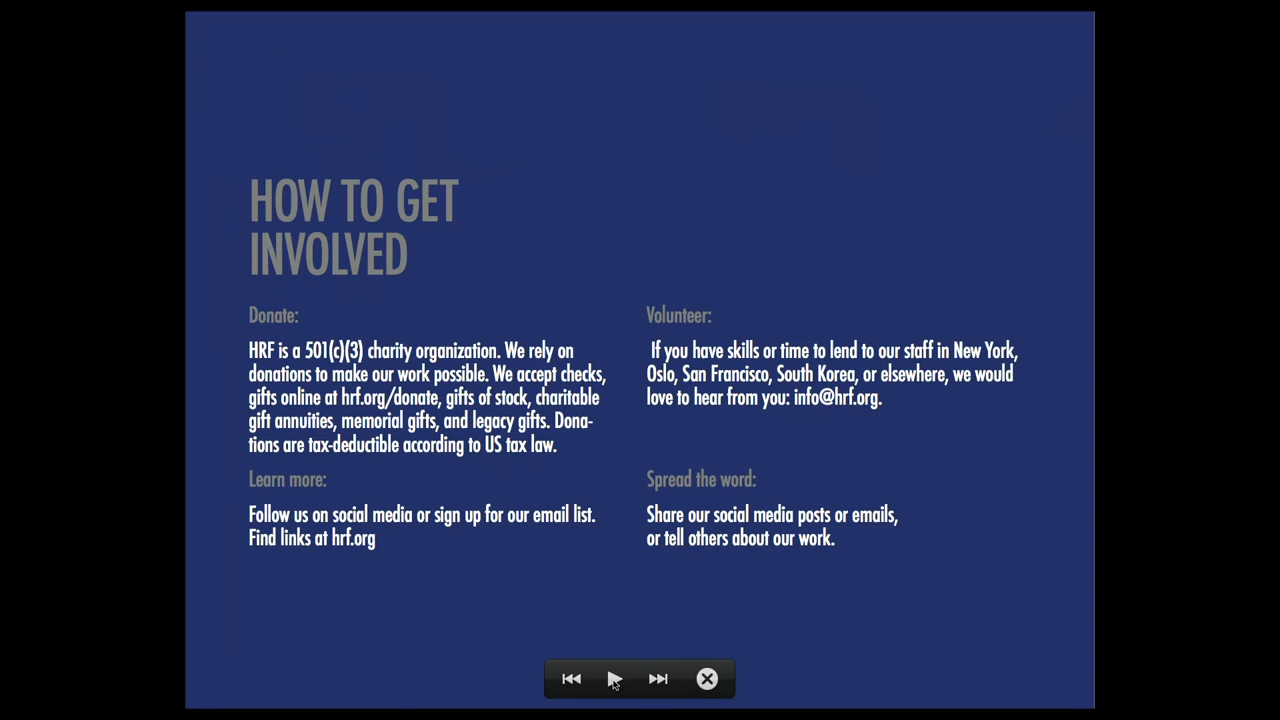 HOW TO GET
INVOLVED
Donate:
HRF is a 501(c)(3) charity organization. We rely on
donations to make our work possible. We accept checks,
gifts online at hrf.org/donate, gifts of stock, charitable
gift annuities, memorial gifts, and legacy gifts. Dona-
tions are tax-deductible according to US tax law.
Volunteer:
If you have skills or time to lend to our staff in New York,
Oslo, San Francisco, South Korea, or elsewhere, we would
love to hear from you: info@hrf.org.
Learn more:
Follow us on social media or sign up for our email list.
Find links at hrf.org
Spread the word:
Share our social media posts or emails,
or tell others about our work.